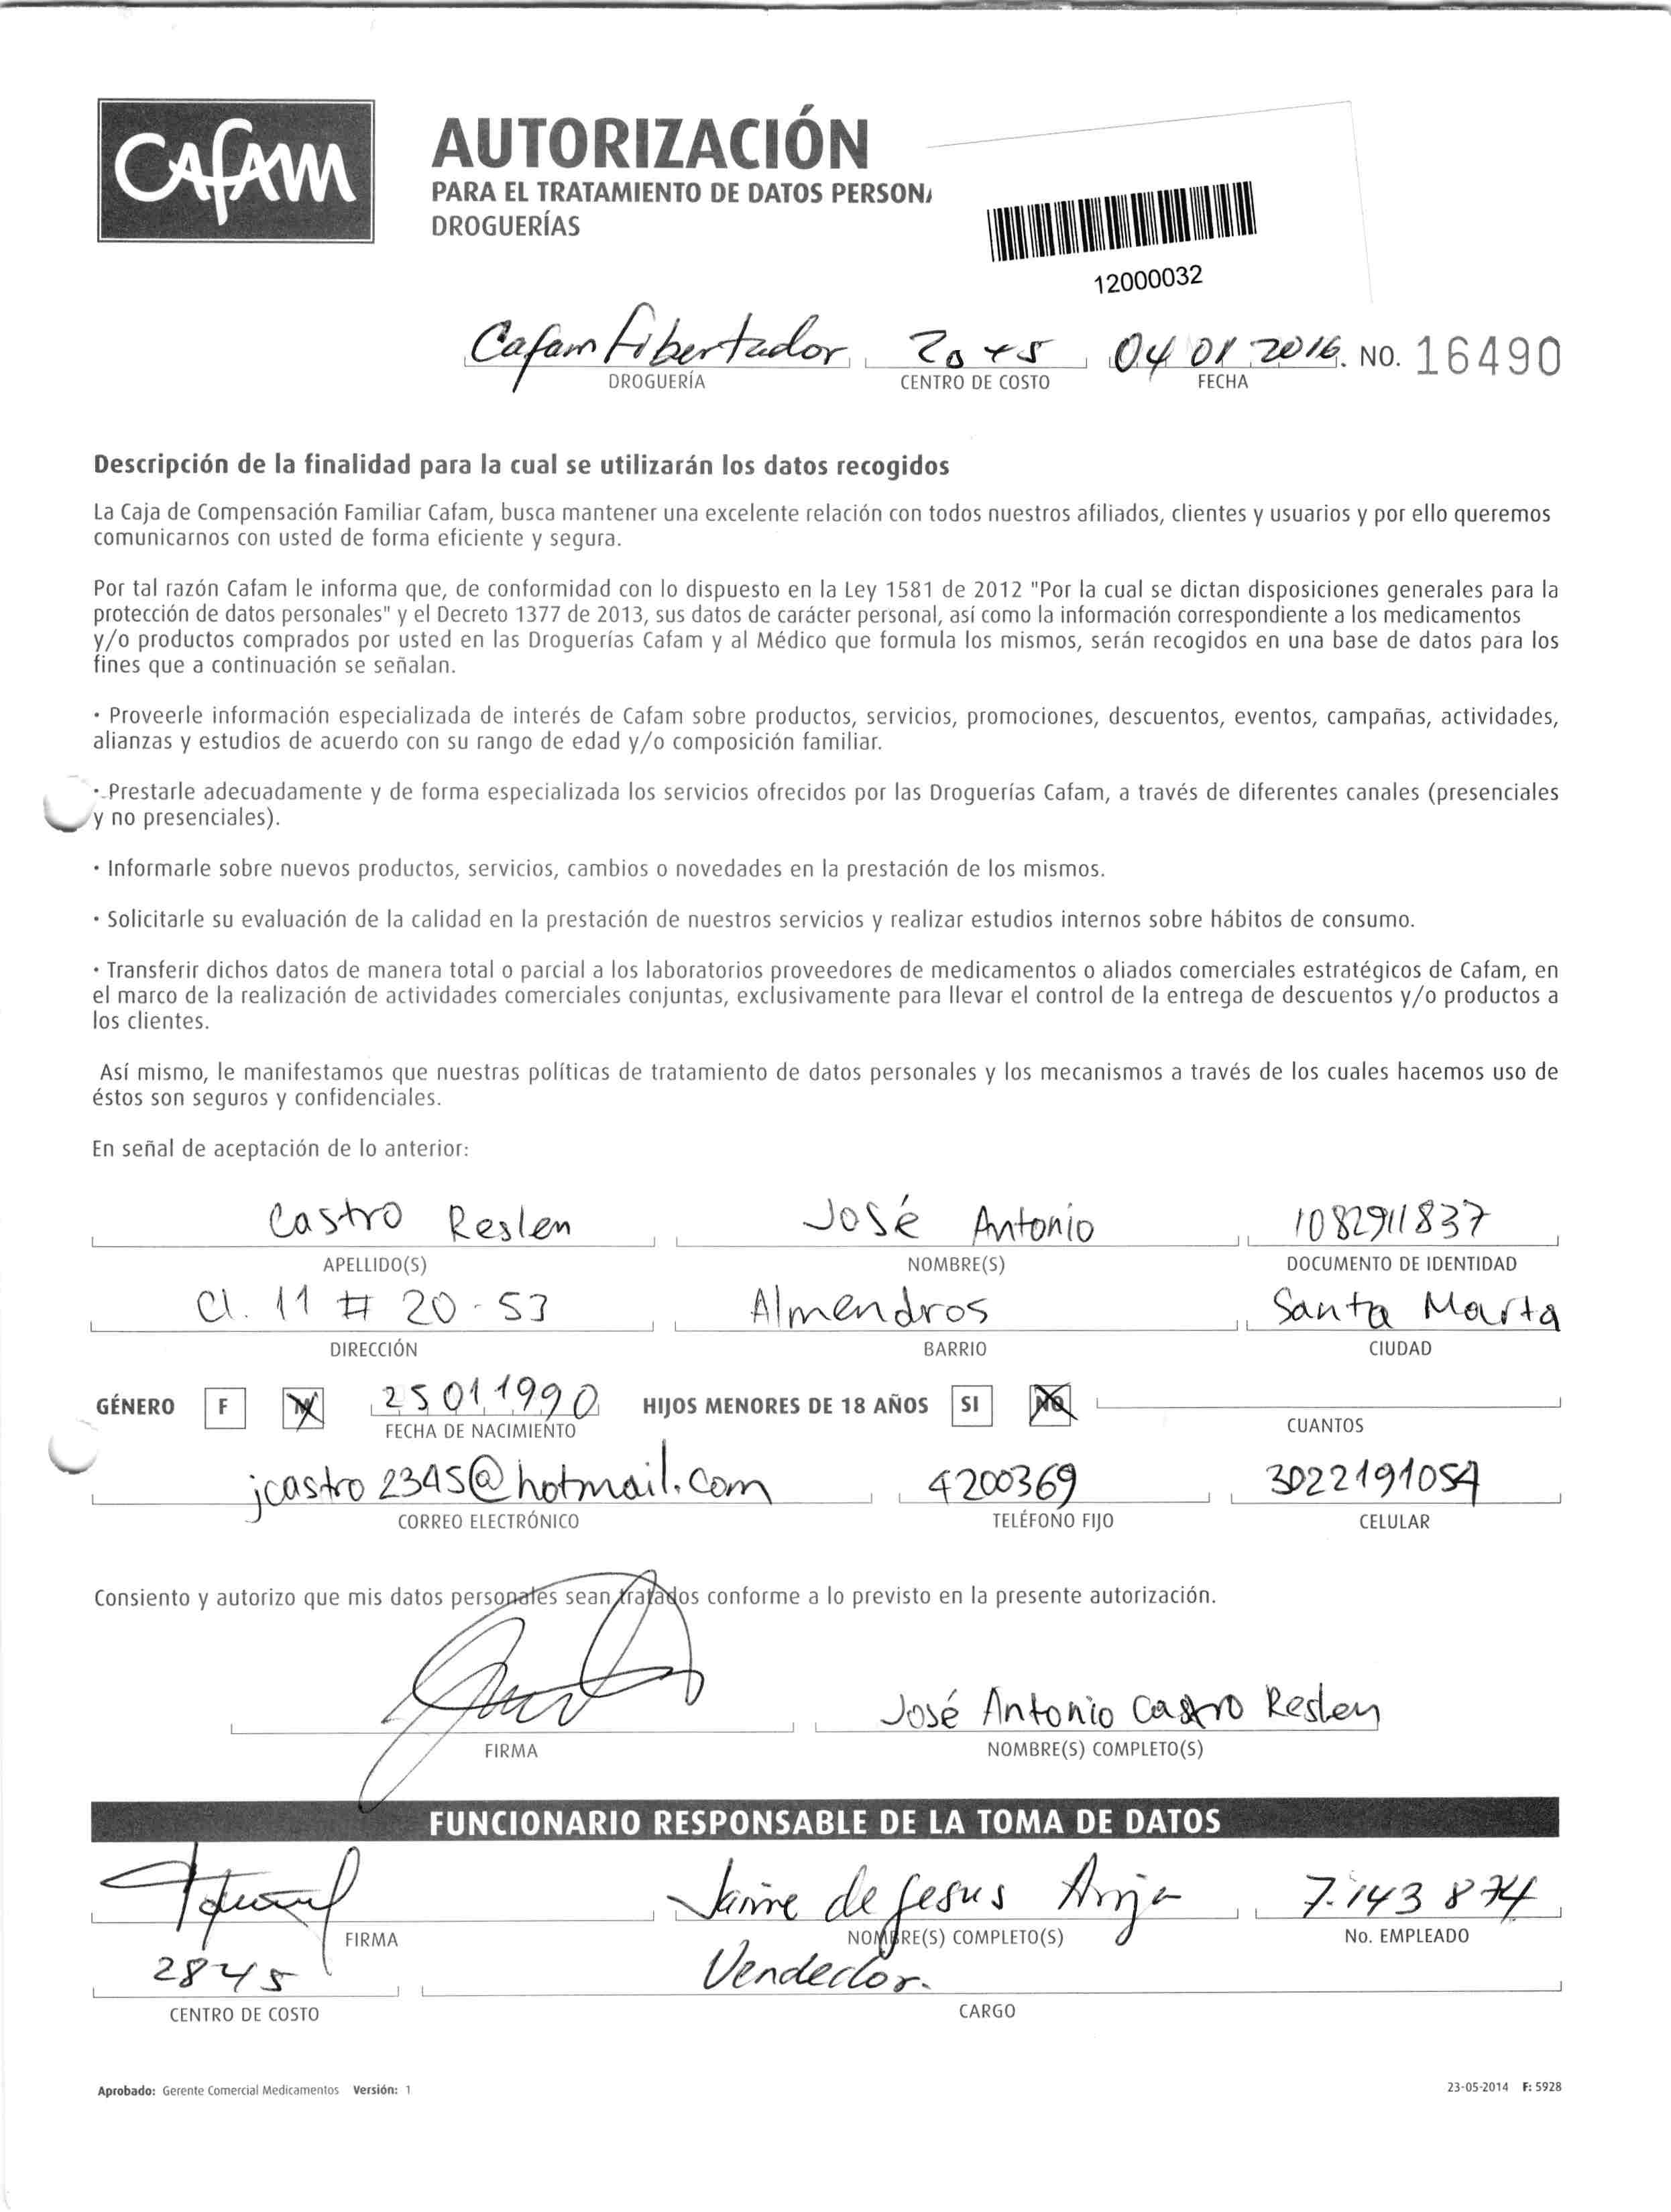 CAFAM
AUTORIZACIÓN
PARA EL TRATAMIENTO DE DATOS PERSON
DROGUERÍAS
12000032
Cafam Libertador 04 01 2016. NO. 16490
DROGUERÍA CENTRO DE COSTO FECHA
Descripción de la finalidad para la cual se utilizarán los datos recogidos
La Caja de Compensación Familiar Cafam, busca mantener una excelente relación con todos nuestros afiliados, clientes y usuarios y por ello queremos
comunicarnos con usted de forma eficiente y segura.
Por tal razón Cafam le informa que, de conformidad con lo dispuesto en la Ley 1581 de 2012 "Por la cual se dictan disposiciones generales para la
protección de datos personales" y el Decreto 1377 de 2013, sus datos de carácter personal, así como la información correspondiente a los medicamentos
y/o productos comprados por usted en las Droguerías Cafam y al Médico que formula los mismos, serán recogidos en una base de datos para los
fines que a continuación se señalan.
• Proveerle información especializada de interés de Cafam sobre productos, servicios, promociones, descuentos, eventos, campañas, actividades,
alianzas y estudios de acuerdo con su rango de edad y/o composición familiar.
• Prestarle adecuadamente y de forma especializada los servicios ofrecidos por las Droguerías Cafam, a través de diferentes canales (presenciales
y no presenciales).
• Informarle sobre nuevos productos, servicios, cambios o novedades en la prestación de los mismos.
• Solicitarle su evaluación de la calidad en la prestación de nuestros servicios y realizar estudios internos sobre hábitos de consumo.
• Transferir dichos datos de manera total o parcial a los laboratorios proveedores de medicamentos o aliados comerciales estratégicos de Cafam, en
el marco de la realización de actividades comerciales conjuntas, exclusivamente para llevar el control de la entrega de descuentos y/o productos a
los clientes.
Así mismo, le manifestamos que nuestras políticas de tratamiento de datos personales y los mecanismos a través de los cuales hacemos uso de
éstos son seguros y confidenciales.
En señal de aceptación de lo anterior:
Castro Reslen José Antonio 1082911837
APELLIDO(S) NOMBRE(S) DOCUMENTO DE IDENTIDAD
Cl. 11 # 20-53 Almendros Santa Marta
DIRECCIÓN BARRIO CIUDAD
GÉNERO F M 25 01 1990 HIJOS MENORES DE 18 AÑOS SI NO
FECHA DE NACIMIENTO CUANTOS
jcastro2345@hotmail.com 4200369 3022191054
CORREO ELECTRÓNICO TELÉFONO FIJO CELULAR
Consiento y autorizo que mis datos personales sean tratados conforme a lo previsto en la presente autorización.
José Antonio Castro Reslen
FIRMA NOMBRE(S) COMPLETO(S)
FUNCIONARIO RESPONSABLE DE LA TOMA DE DATOS
Jaime de Jesus 7.143 874
FIRMA NOMBRE(S) COMPLETO(S) No. EMPLEADO
2845 Vendedor.
CENTRO DE COSTO CARGO
Aprobado: Gerente Comercial Medicamentos Versión: 1 23-05-2014 F: 5928